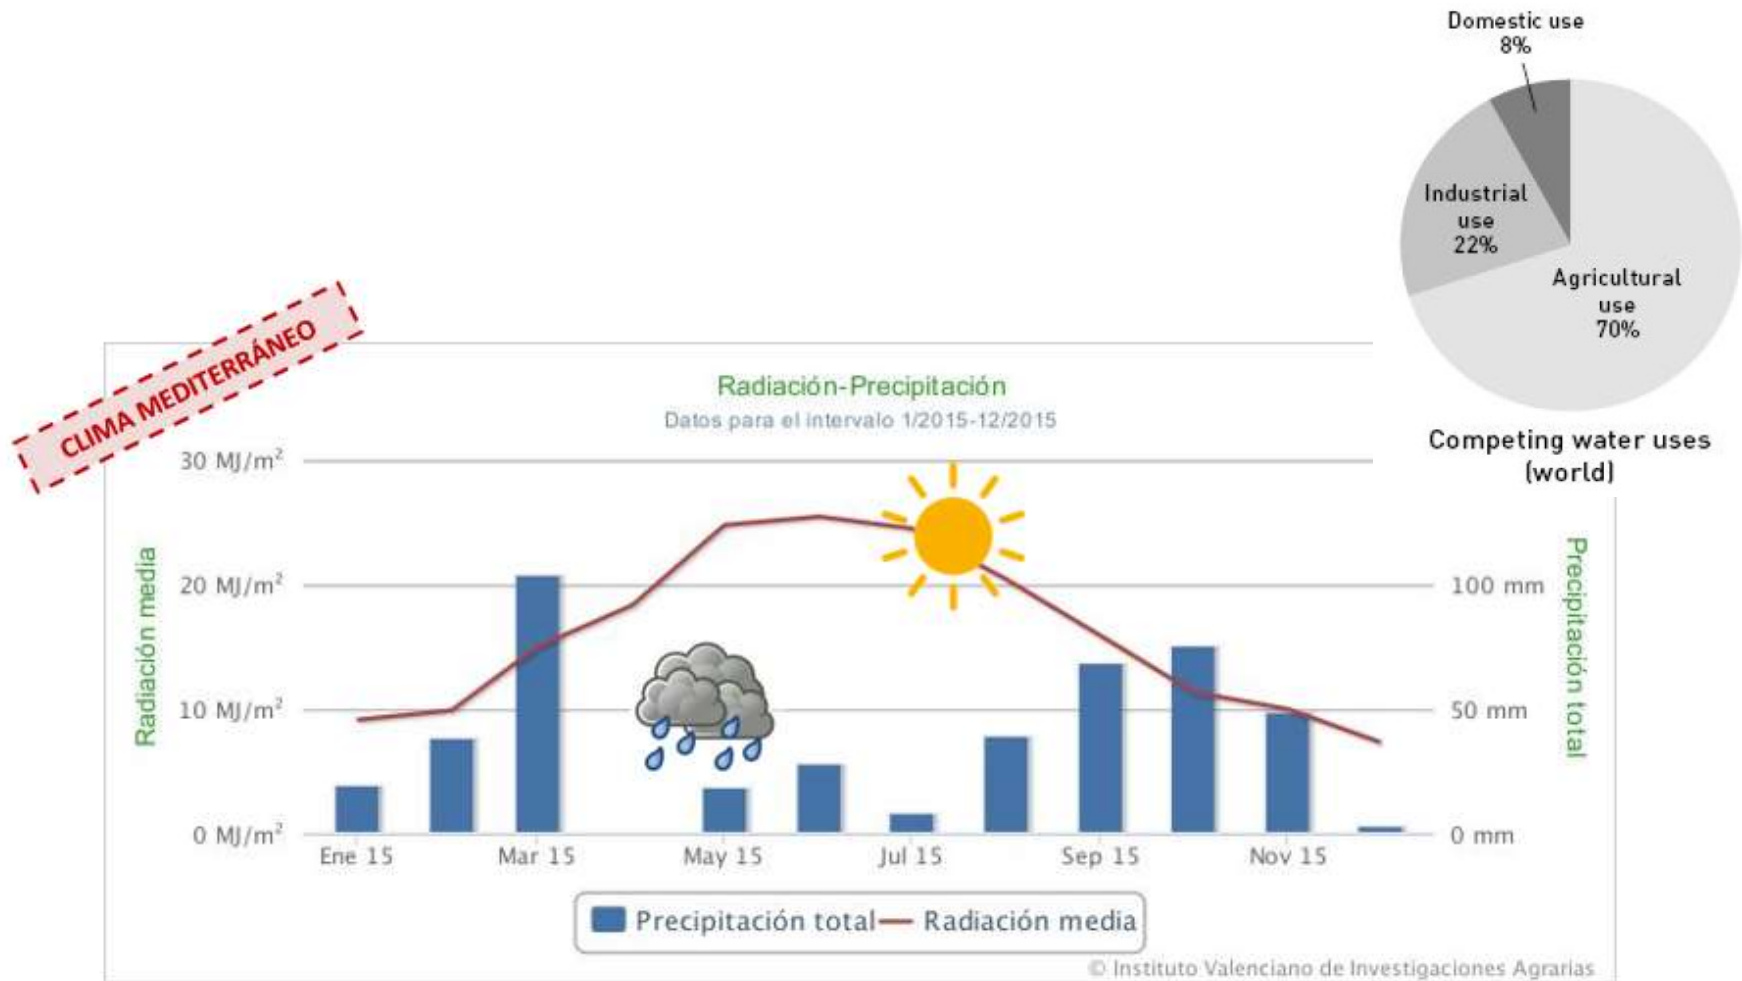 Domestic use
8%
Industrial
use
22%
Agricultural
use
70%
Competing water uses
(world)
CLIMA MEDITERRÁNEO
Radiación-Precipitación
Datos para el intervalo 1/2015-12/2015
Radiación media
30 MJ/m²
20 MJ/m²
10 MJ/m²
0 MJ/m²
100 mm
50 mm
0 mm
Precipitación total
Ene 15 Mar 15 May 15 Jul 15 Sep 15 Nov 15
Precipitación total Radiación media
© Instituto Valenciano de Investigaciones Agrarias